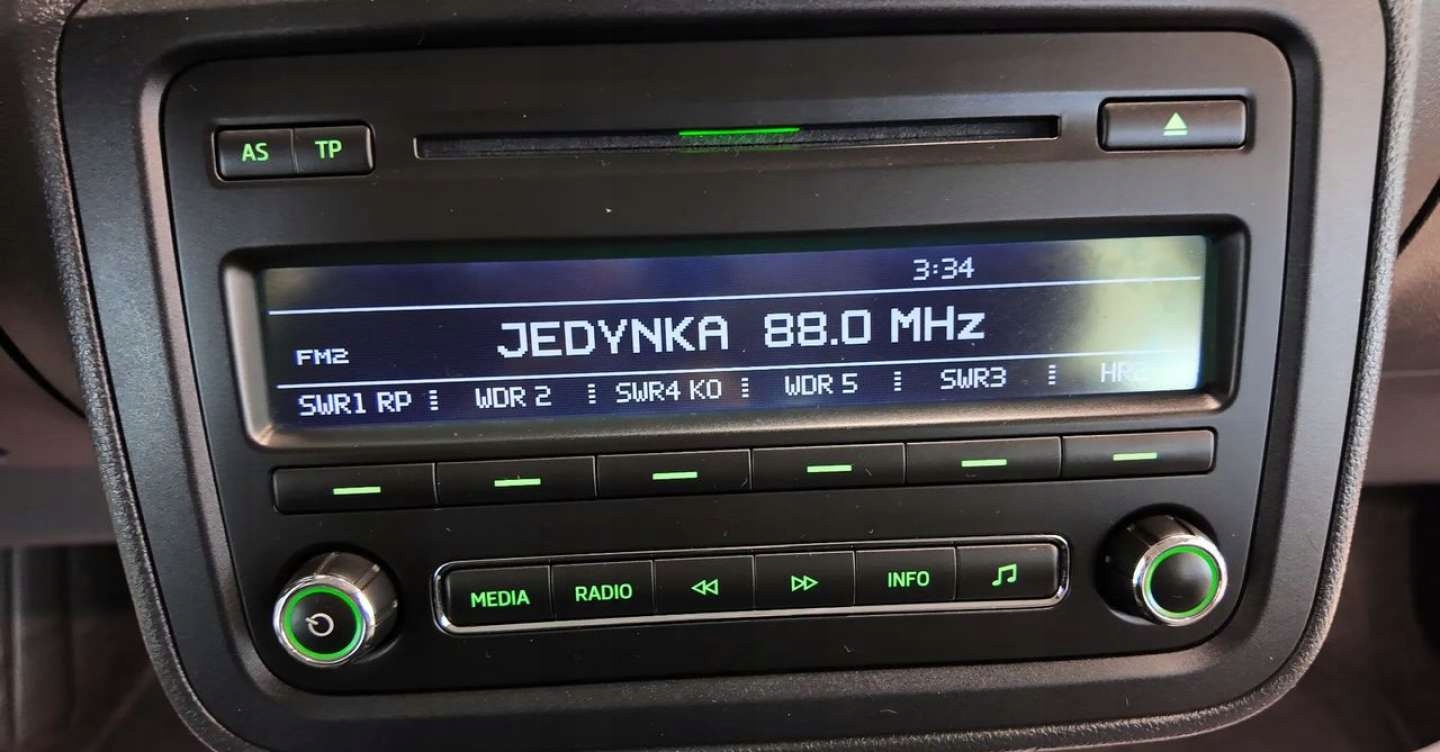 AS TP
3:34
FM2 JEDYNKA 88.0 MHz
SWR1 RP WDR 2 SWR4 KO WDR 5 SWR3 HR2
MEDIA RADIO INFO